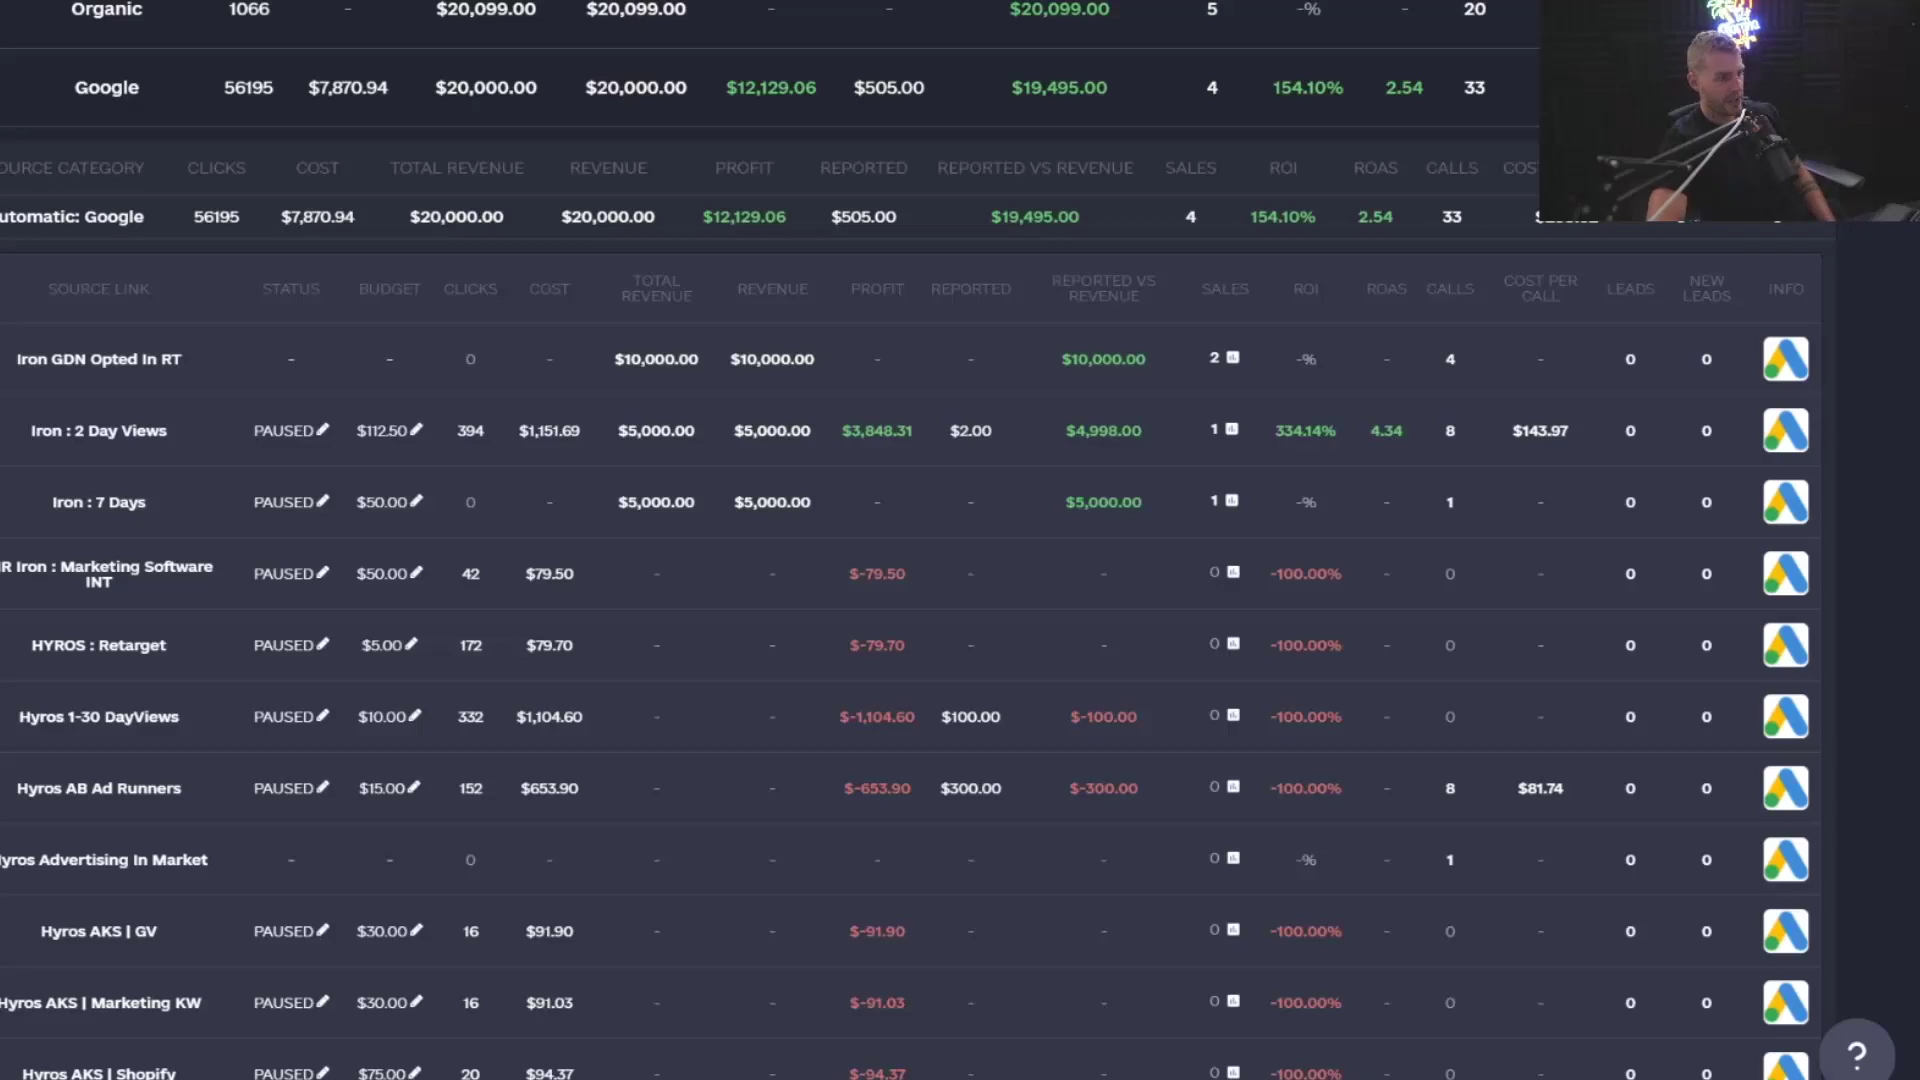 Organic 1066 - $20,099.00 $20,099.00 - - $20,099.00 5 -% - 20
Google 56195 $7,870.94 $20,000.00 $20,000.00 $12,129.06 $505.00 $19,495.00 4 154.10% 2.54 33
OURCE CATEGORY CLICKS COST TOTAL REVENUE REVENUE PROFIT REPORTED REPORTED VS REVENUE SALES ROI ROAS CALLS COS
utomatic: Google 56195 $7,870.94 $20,000.00 $20,000.00 $12,129.06 $505.00 $19,495.00 4 154.10% 2.54 33
SOURCE LINK STATUS BUDGET CLICKS COST TOTAL REVENUE REVENUE PROFIT REPORTED REPORTED VS REVENUE SALES ROI ROAS CALLS COST PER CALL LEADS NEW LEADS INFO
Iron GDN Opted In RT - - 0 - $10,000.00 $10,000.00 - - $10,000.00 2 -% - 4 - 0 0
Iron : 2 Day Views PAUSED $112.50 394 $1,151.69 $5,000.00 $5,000.00 $3,848.31 $2.00 $4,998.00 1 334.14% 4.34 8 $143.97 0 0
Iron : 7 Days PAUSED $50.00 0 - $5,000.00 $5,000.00 - - $5,000.00 1 -% - 1 - 0 0
R Iron : Marketing Software INT PAUSED $50.00 42 $79.50 - - $-79.50 - - 0 -100.00% - 0 - 0 0
HYROS : Retarget PAUSED $5.00 172 $79.70 - - $-79.70 - - 0 -100.00% - 0 - 0 0
Hyros 1-30 DayViews PAUSED $10.00 332 $1,104.60 - - $-1,104.60 $100.00 $-100.00 0 -100.00% - 0 - 0 0
Hyros AB Ad Runners PAUSED $15.00 152 $653.90 - - $-653.90 $300.00 $-300.00 0 -100.00% - 8 $81.74 0 0
yros Advertising In Market - - 0 - - - - - - 0 -% - 1 - 0 0
Hyros AKS | GV PAUSED $30.00 16 $91.90 - - $-91.90 - - 0 -100.00% - 0 - 0 0
Hyros AKS | Marketing KW PAUSED $30.00 16 $91.03 - - $-91.03 - - 0 -100.00% - 0 - 0 0
Hyros AKS | Shopify PAUSED $75.00 20 $94.37 - - $-94.37 - - 0 -100.00% - 0 - 0 0
?